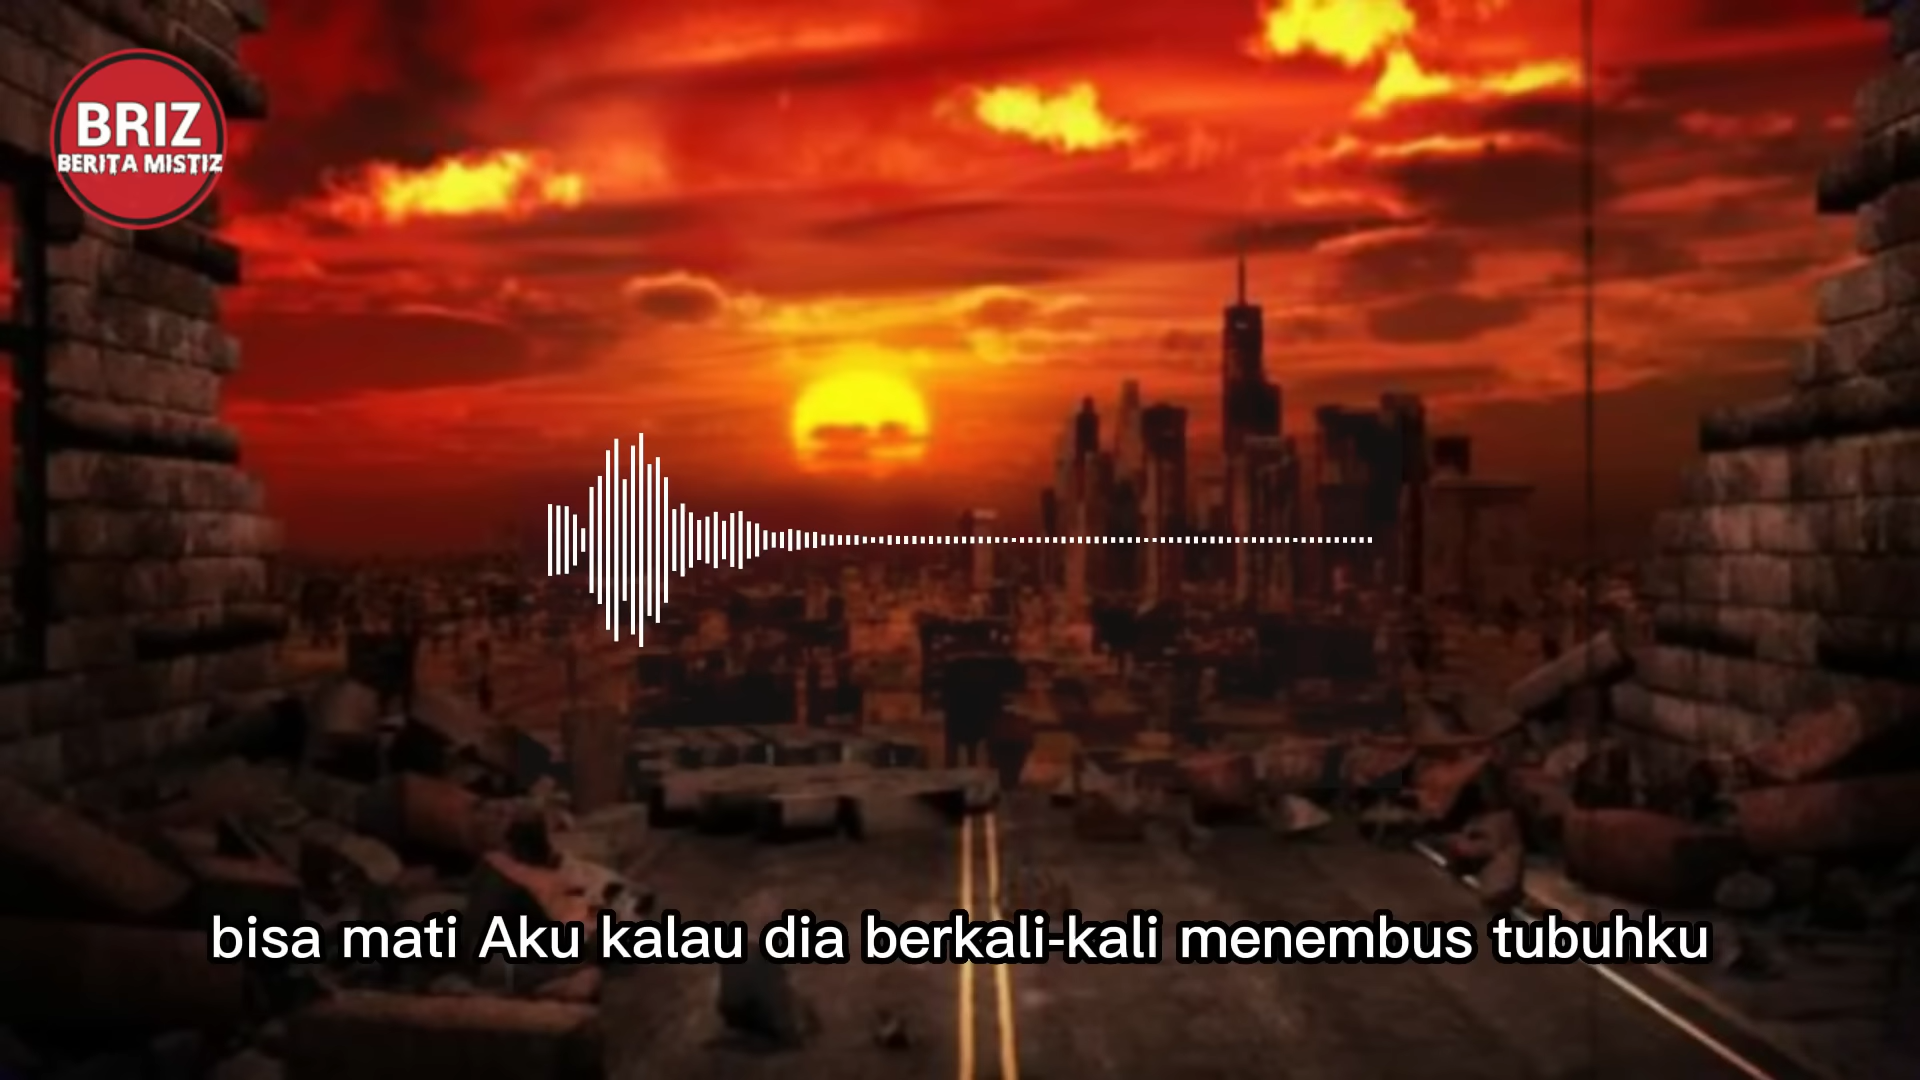 BRIZ
BERITA MISTIZ
bisa mati Aku kalau dia berkali-kali menembus tubuhku